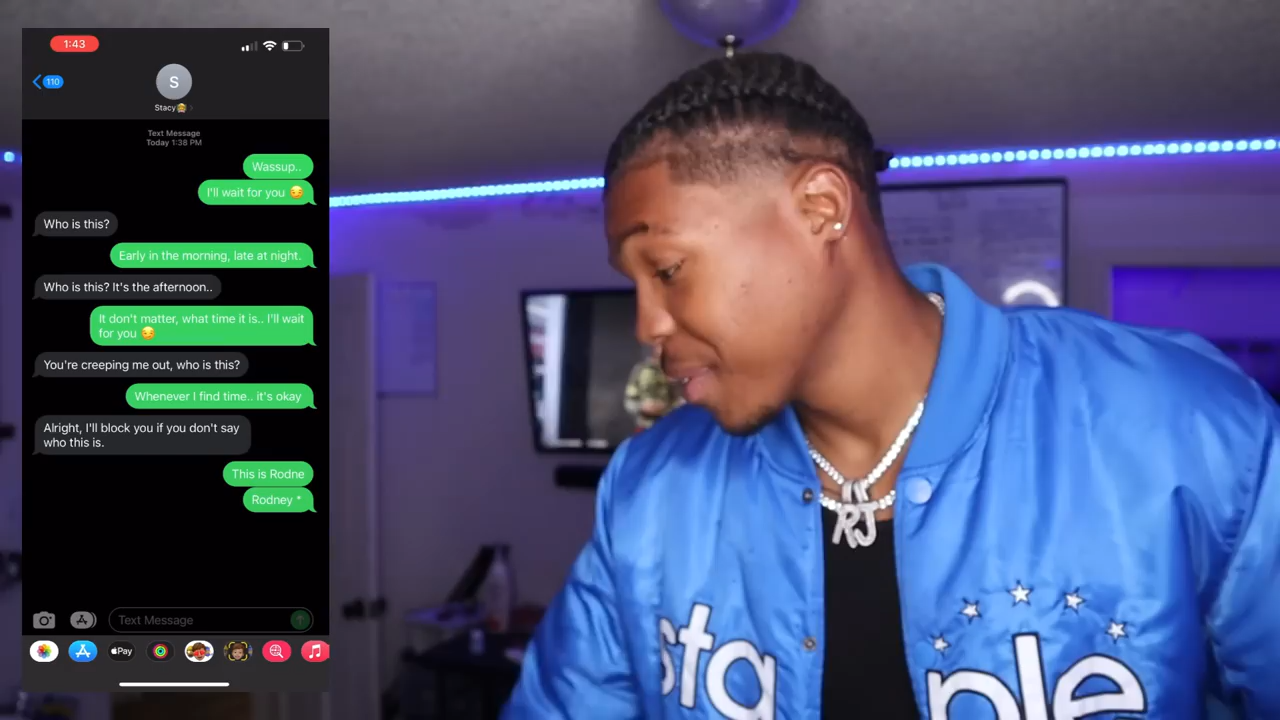 1:43
110
S
Stacy
Text Message
Today 1:38 PM
Wassup..
I'll wait for you 😏
Who is this?
Early in the morning, late at night.
Who is this? It's the afternoon..
It don't matter, what time it is.. I'll wait
for you 😏
You're creeping me out, who is this?
Whenever I find time.. it's okay
Alright, I'll block you if you don't say
who this is.
This is Rodne
Rodney *
Text Message
Pay
RJ
staple